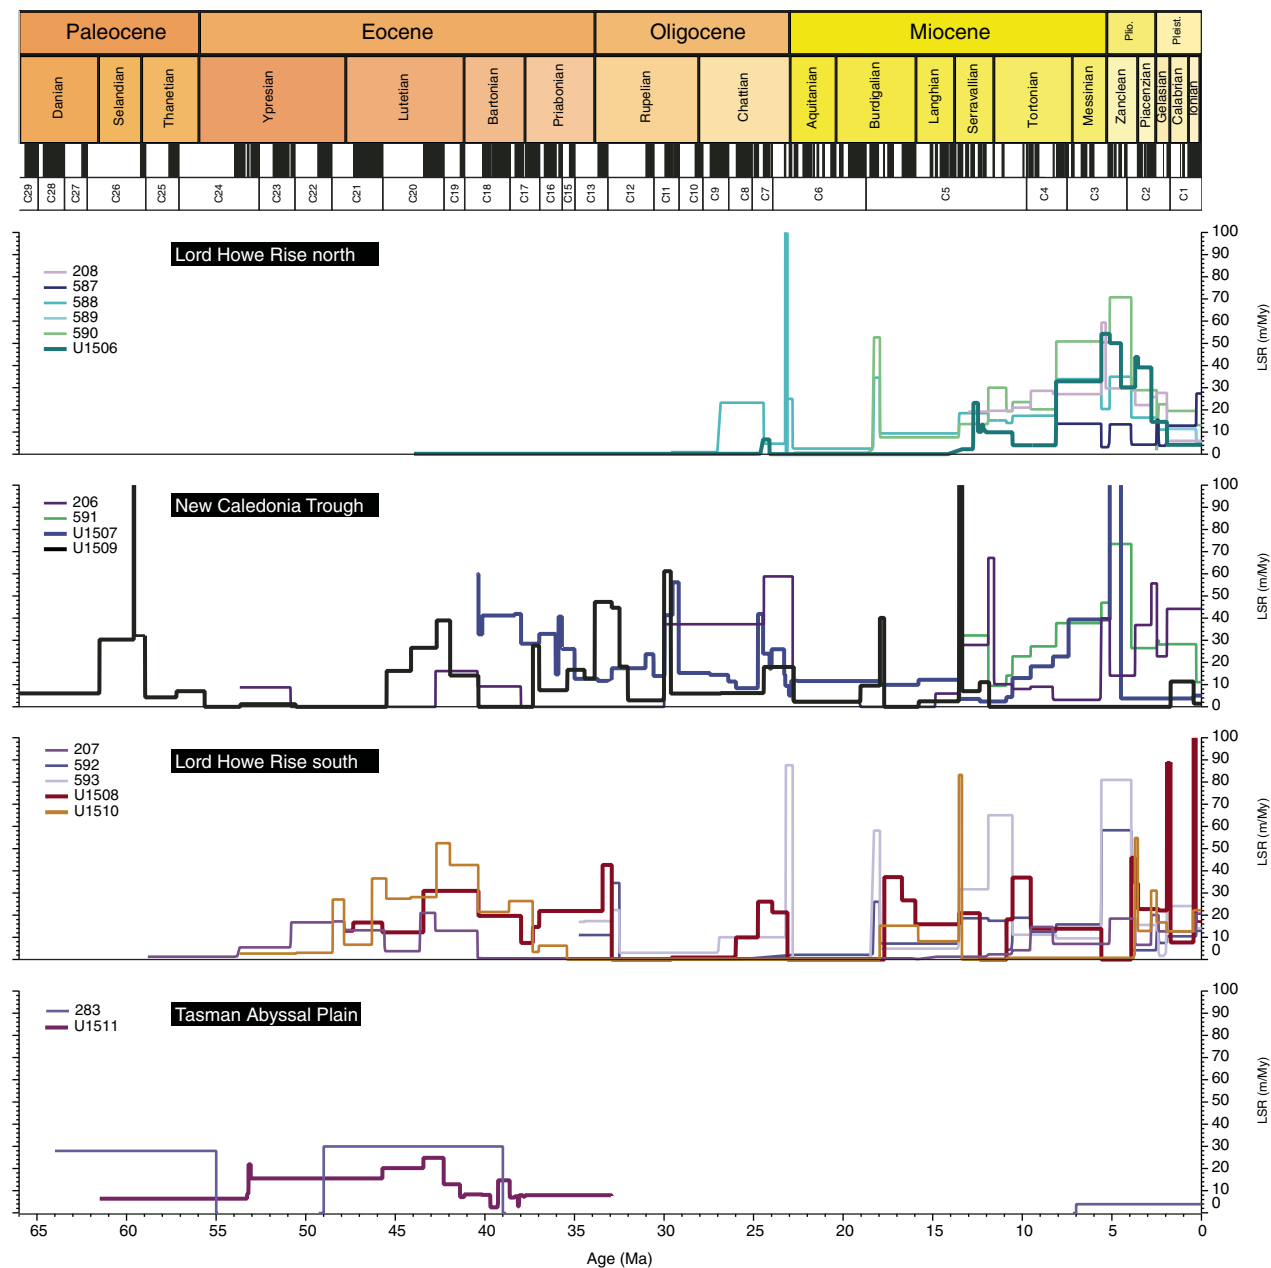 Paleocene Eocene Oligocene Miocene Plio. Pleist.
Danian Selandian Thanetian Ypresian Lutetian Bartonian Priabonian Rupelian Chattian Aquitanian Burdigalian Langhian Serravallian Tortonian Messinian Zanclean Piacenzian Gelasian Calabrian Ionian
C29 C28 C27 C26 C25 C24 C23 C22 C21 C20 C19 C18 C17 C16 C15 C13 C12 C11 C10 C9 C8 C7 C6 C5 C4 C3 C2 C1
Lord Howe Rise north
208
587
588
589
590
U1506
100
90
80
70
60
50
40
30
20
10
0
LSR (m/My)
New Caledonia Trough
206
591
U1507
U1509
100
90
80
70
60
50
40
30
20
10
0
LSR (m/My)
Lord Howe Rise south
207
592
593
U1508
U1510
100
90
80
70
60
50
40
30
20
10
0
LSR (m/My)
Tasman Abyssal Plain
283
U1511
100
90
80
70
60
50
40
30
20
10
0
LSR (m/My)
65 60 55 50 45 40 35 30 25 20 15 10 5 0
Age (Ma)